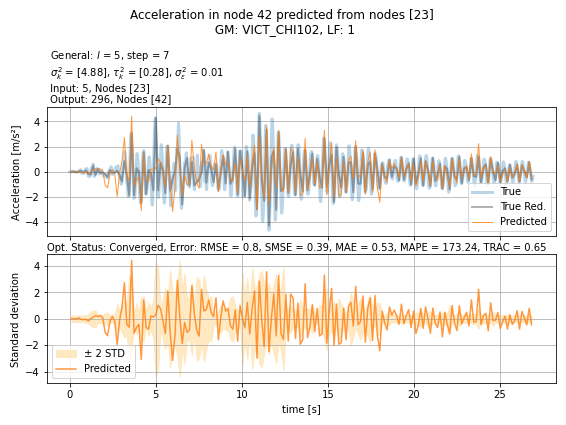 Acceleration in node 42 predicted from nodes [23]
GM: VICT_CHI102, LF: 1
General: l = 5, step = 7
σ²ₖ = [4.88], τ²ₖ = [0.28], σ²ε = 0.01
Input: 5, Nodes [23]
Output: 296, Nodes [42]
Acceleration [m/s²]
4
2
0
−2
−4
True
True Red.
Predicted
Opt. Status: Converged, Error: RMSE = 0.8, SMSE = 0.39, MAE = 0.53, MAPE = 173.24, TRAC = 0.65
Standard deviation
4
2
0
−2
−4
± 2 STD
Predicted
0 5 10 15 20 25
time [s]